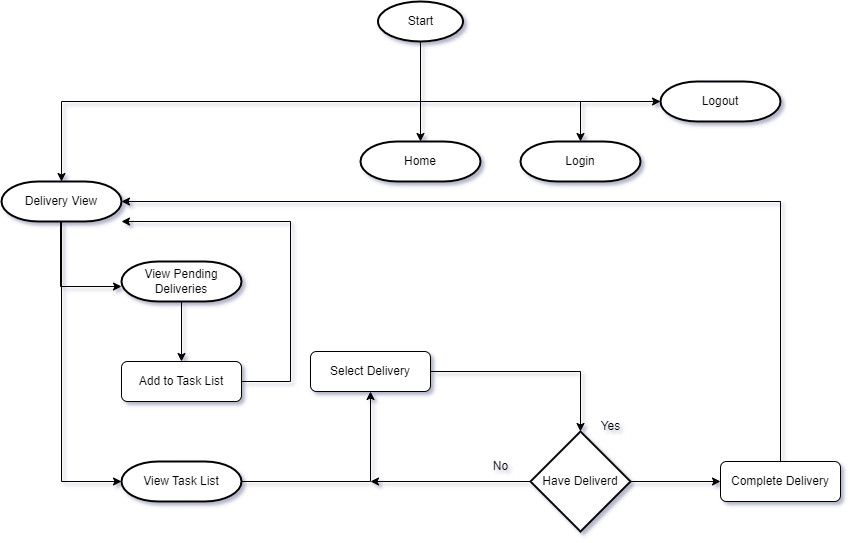 Start
Logout
Home
Login
Delivery View
View Pending
Deliveries
Add to Task List
Select Delivery
Yes
No
View Task List
Have Deliverd
Complete Delivery